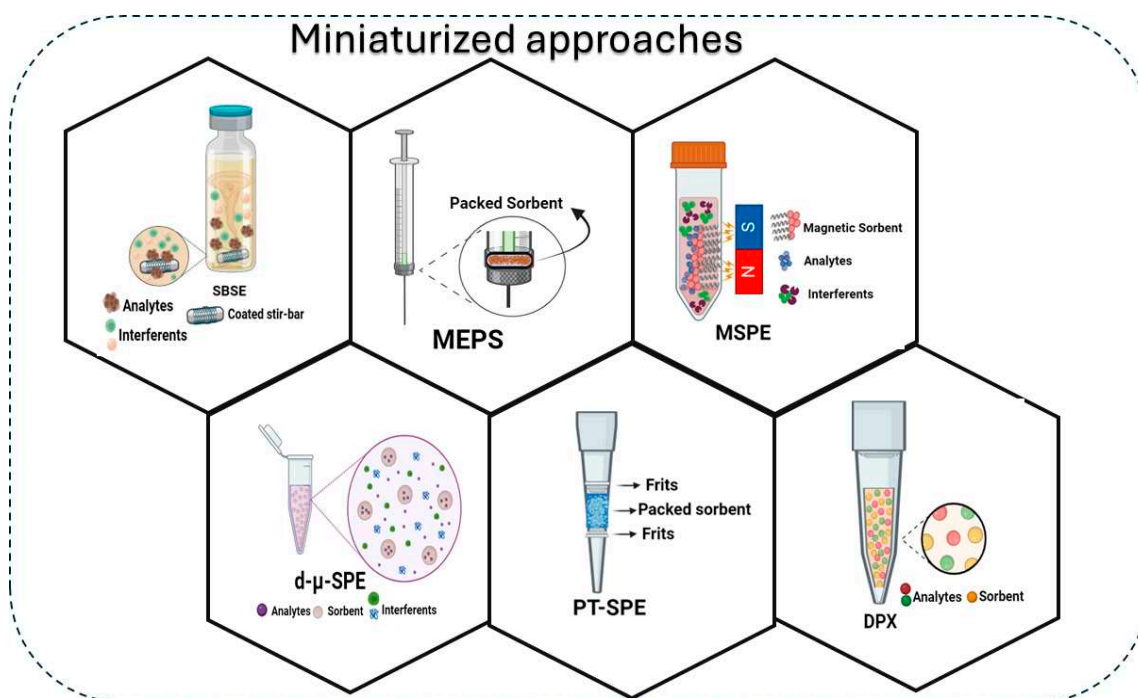 Miniaturized approaches
SBSE
Analytes
Interferents
Coated stir-bar
Packed Sorbent
MEPS
S
N
Magnetic Sorbent
Analytes
Interferents
MSPE
d-µ-SPE
Analytes
Sorbent
Interferents
Frits
Packed sorbent
Frits
PT-SPE
DPX
Analytes
Sorbent